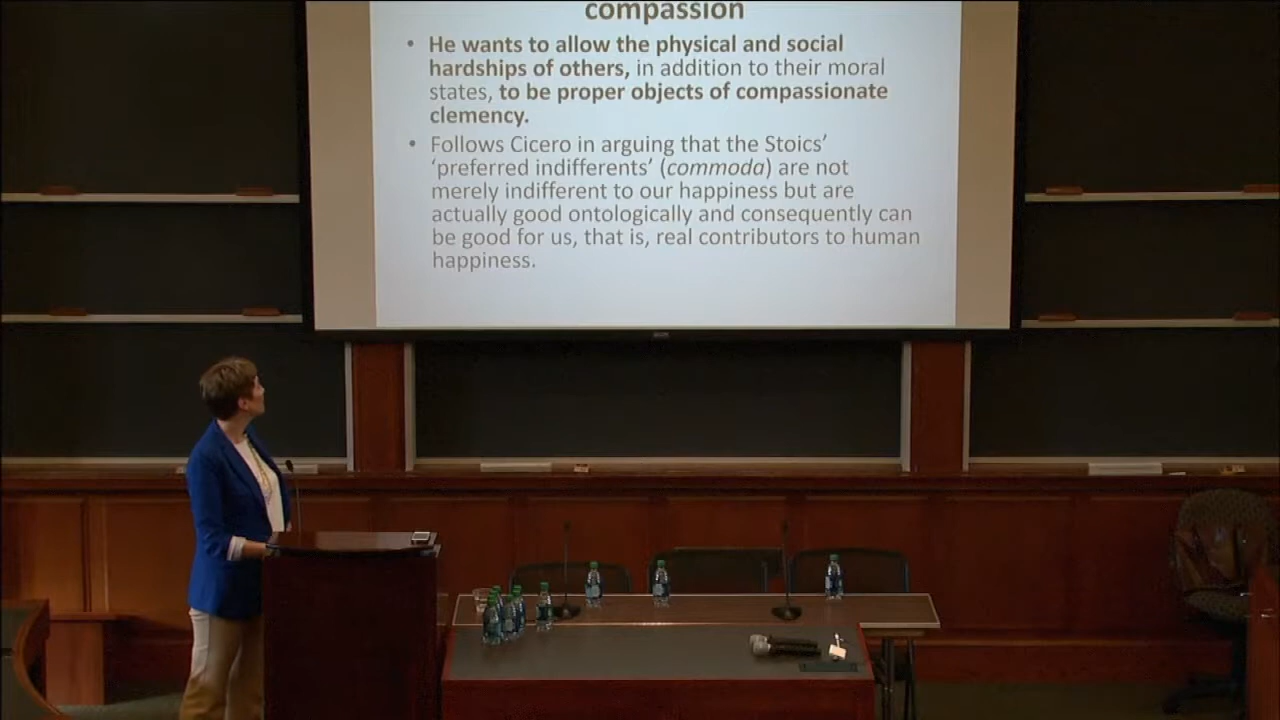 compassion
• He wants to allow the physical and social
hardships of others, in addition to their moral
states, to be proper objects of compassionate
clemency.
• Follows Cicero in arguing that the Stoics’
‘preferred indifferents’ (commoda) are not
merely indifferent to our happiness but are
actually good ontologically and consequently can
be good for us, that is, real contributors to human
happiness.